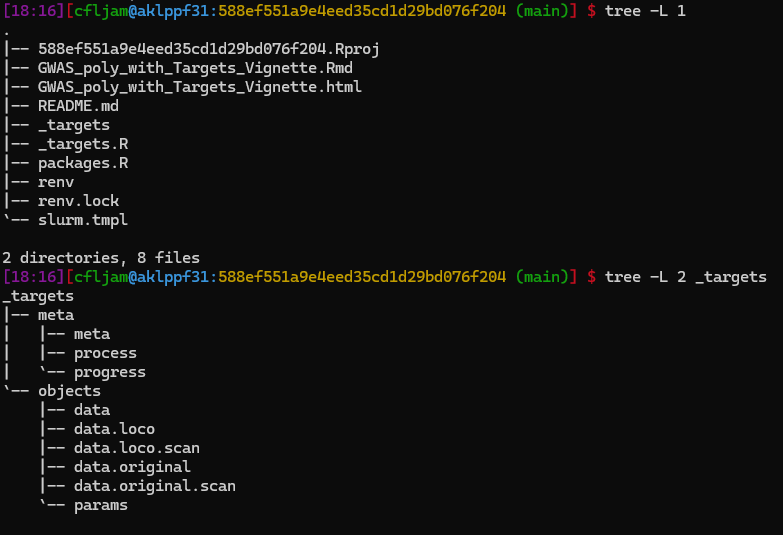 [18:16][cfljam@aklppf31:588ef551a9e4eed35cd1d29bd076f204 (main)] $ tree -L 1
.
|-- 588ef551a9e4eed35cd1d29bd076f204.Rproj
|-- GWAS_poly_with_Targets_Vignette.Rmd
|-- GWAS_poly_with_Targets_Vignette.html
|-- README.md
|-- _targets
|-- _targets.R
|-- packages.R
|-- renv
|-- renv.lock
`-- slurm.tmpl

2 directories, 8 files
[18:16][cfljam@aklppf31:588ef551a9e4eed35cd1d29bd076f204 (main)] $ tree -L 2 _targets
_targets
|-- meta
|   |-- meta
|   |-- process
|   `-- progress
`-- objects
    |-- data
    |-- data.loco
    |-- data.loco.scan
    |-- data.original
    |-- data.original.scan
    `-- params